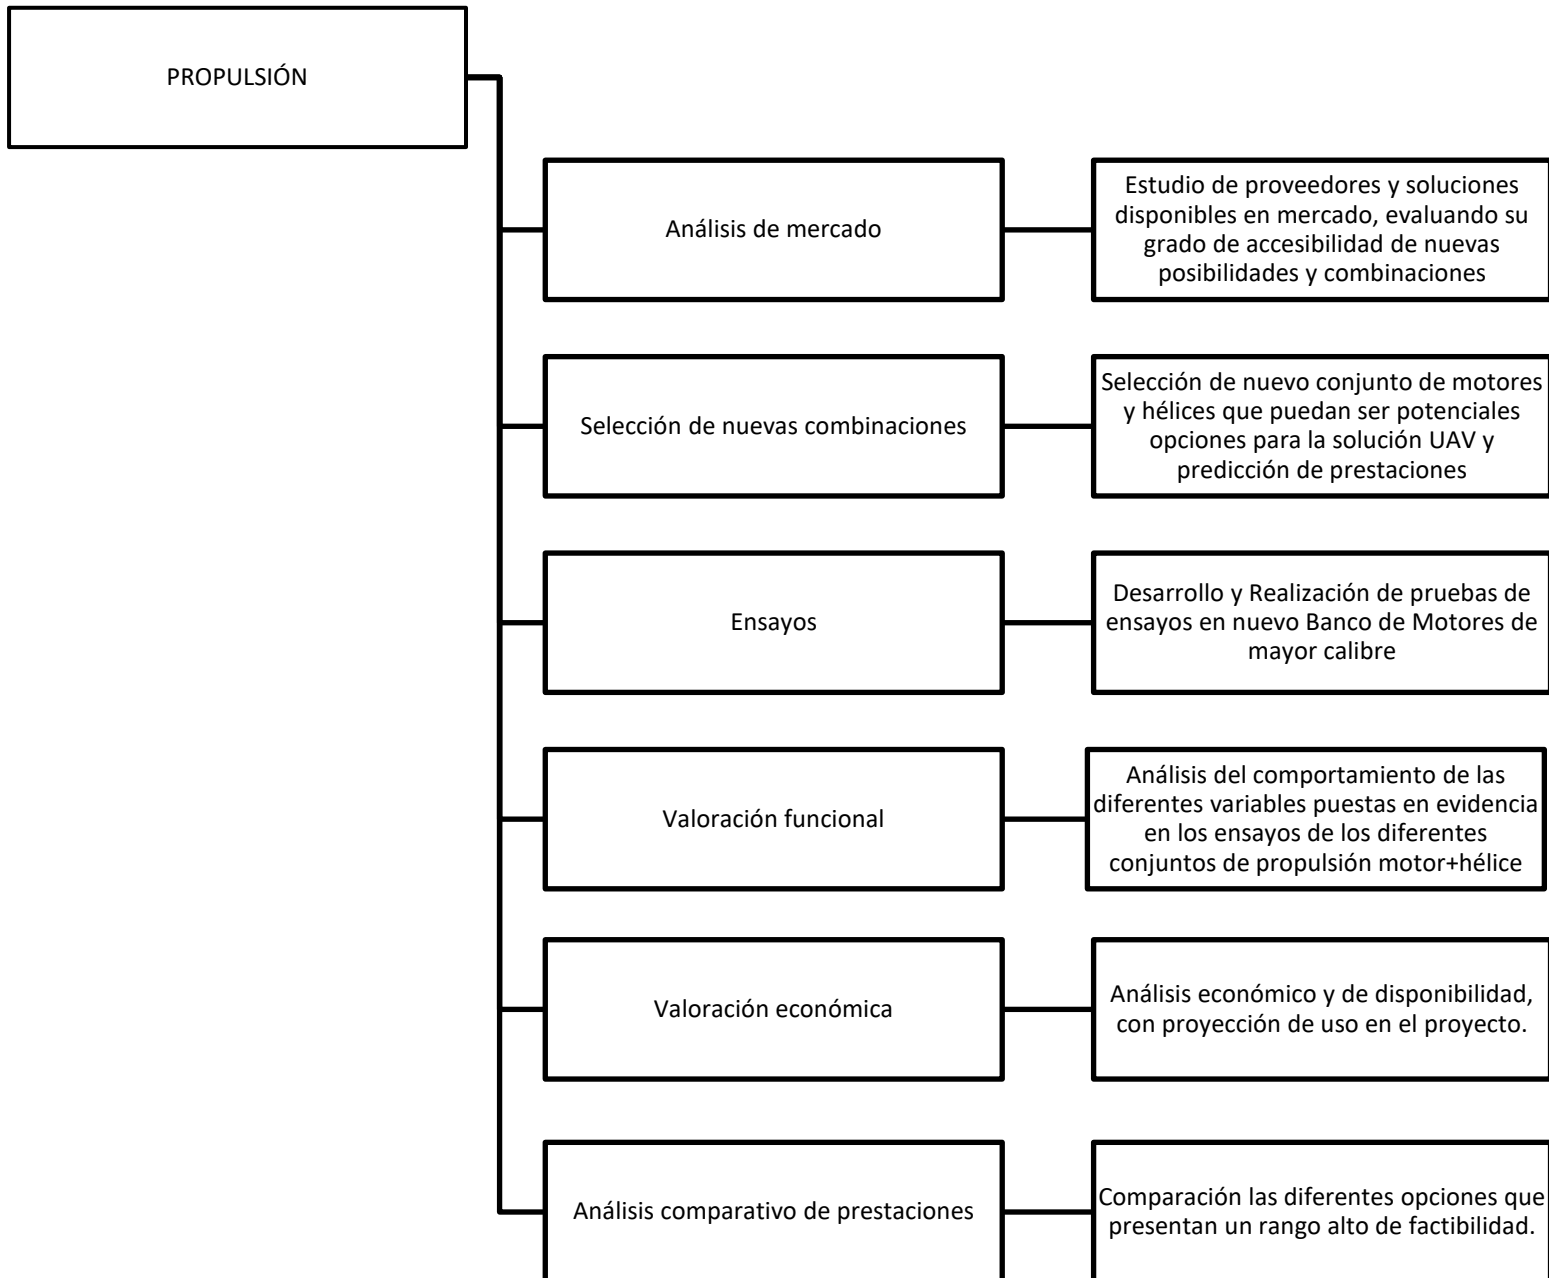 PROPULSIÓN
Análisis de mercado
Estudio de proveedores y soluciones
disponibles en mercado, evaluando su
grado de accesibilidad de nuevas
posibilidades y combinaciones
Selección de nuevas combinaciones
Selección de nuevo conjunto de motores
y hélices que puedan ser potenciales
opciones para la solución UAV y
predicción de prestaciones
Ensayos
Desarrollo y Realización de pruebas de
ensayos en nuevo Banco de Motores de
mayor calibre
Valoración funcional
Análisis del comportamiento de las
diferentes variables puestas en evidencia
en los ensayos de los diferentes
conjuntos de propulsión motor+hélice
Valoración económica
Análisis económico y de disponibilidad,
con proyección de uso en el proyecto.
Análisis comparativo de prestaciones
Comparación las diferentes opciones que
presentan un rango alto de factibilidad.